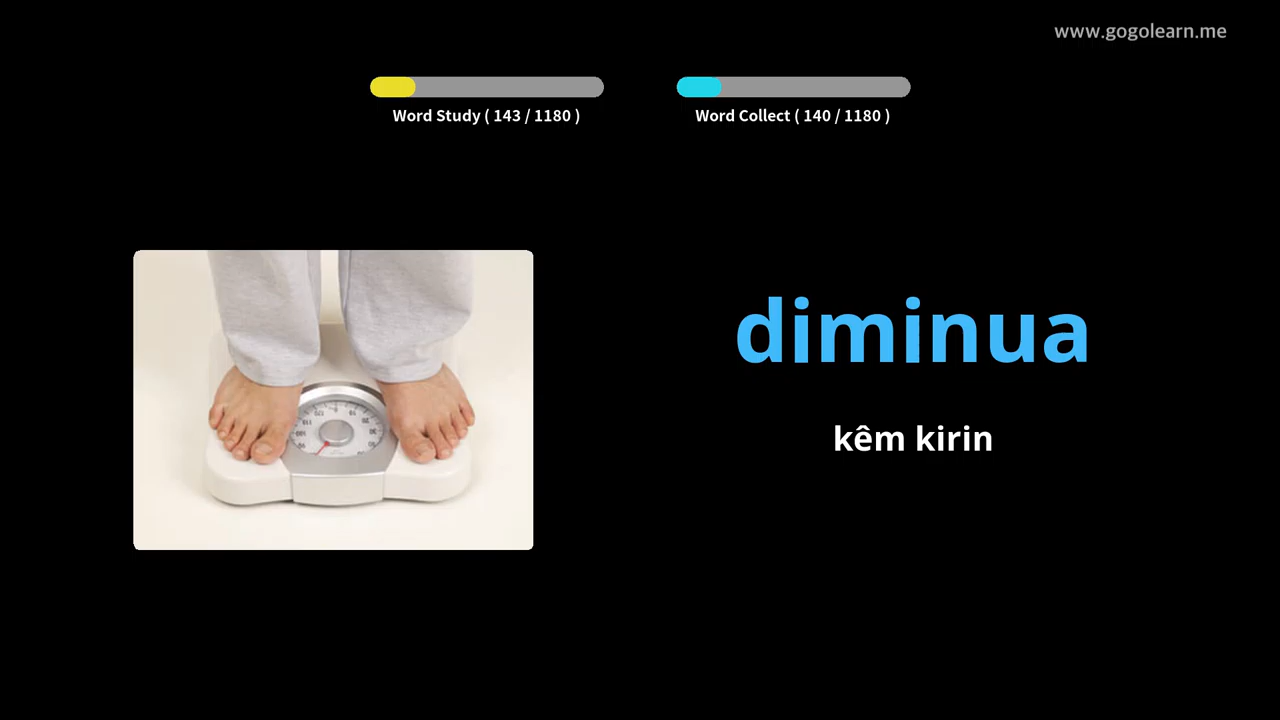 www.gogolearn.me
Word Study ( 143 / 1180 )
Word Collect ( 140 / 1180 )
diminua
kêm kirin